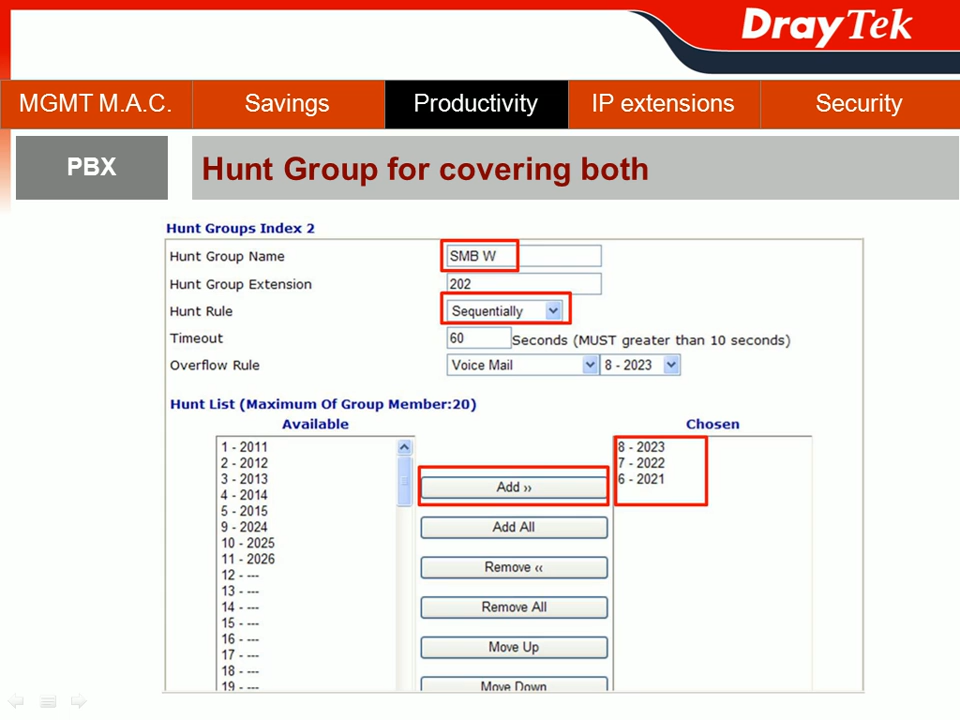 DrayTek
MGMT M.A.C. Savings Productivity IP extensions Security
PBX
Hunt Group for covering both
Hunt Groups Index 2
Hunt Group Name SMB W
Hunt Group Extension 202
Hunt Rule Sequentially
Timeout 60 Seconds (MUST greater than 10 seconds)
Overflow Rule Voice Mail 8 - 2023
Hunt List (Maximum Of Group Member:20)
Available Chosen
1 - 2011
2 - 2012
3 - 2013
4 - 2014
5 - 2015
9 - 2024
10 - 2025
11 - 2026
12 - ---
13 - ---
14 - ---
15 - ---
16 - ---
17 - ---
18 - ---
19 - ---
Add ››
Add All
Remove ‹‹
Remove All
Move Up
Move Down
8 - 2023
7 - 2022
6 - 2021